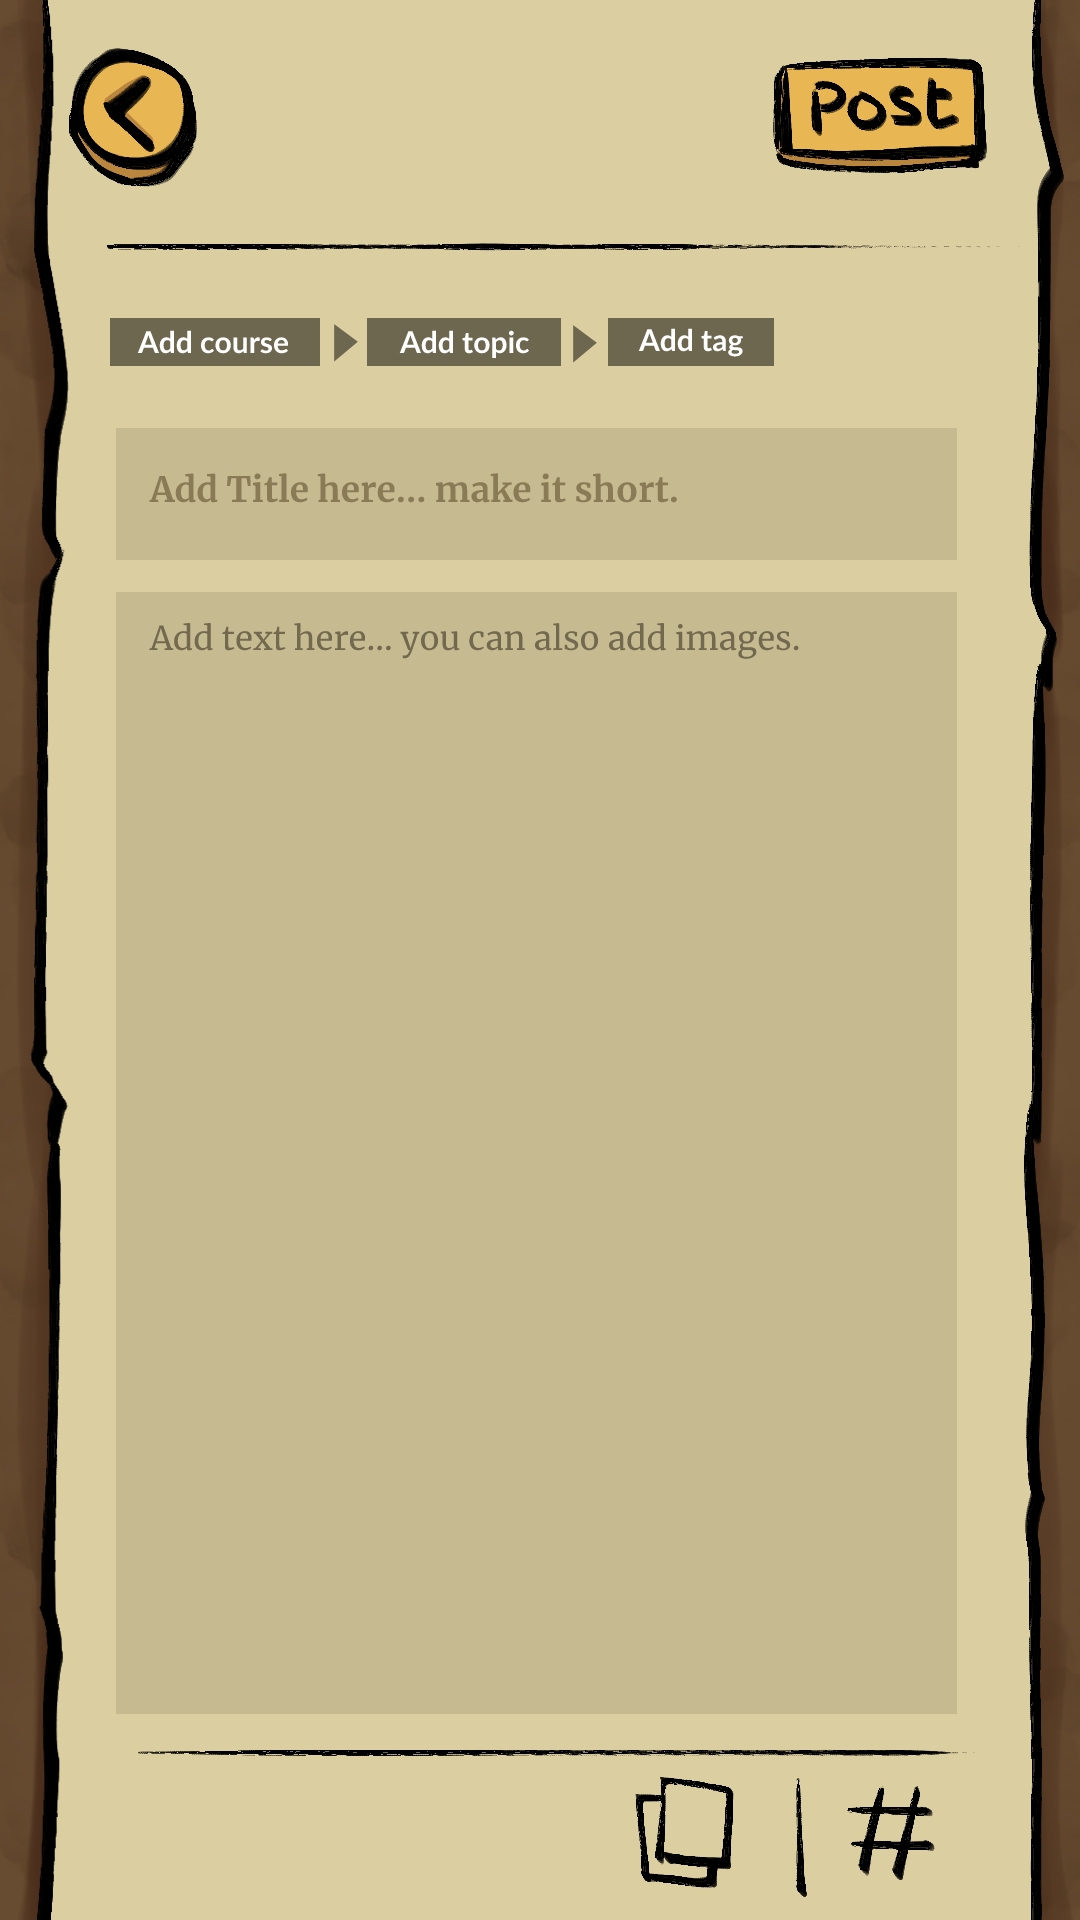 Post
Add course
Add topic
Add tag
Add Title here... make it short.
Add text here... you can also add images.
#